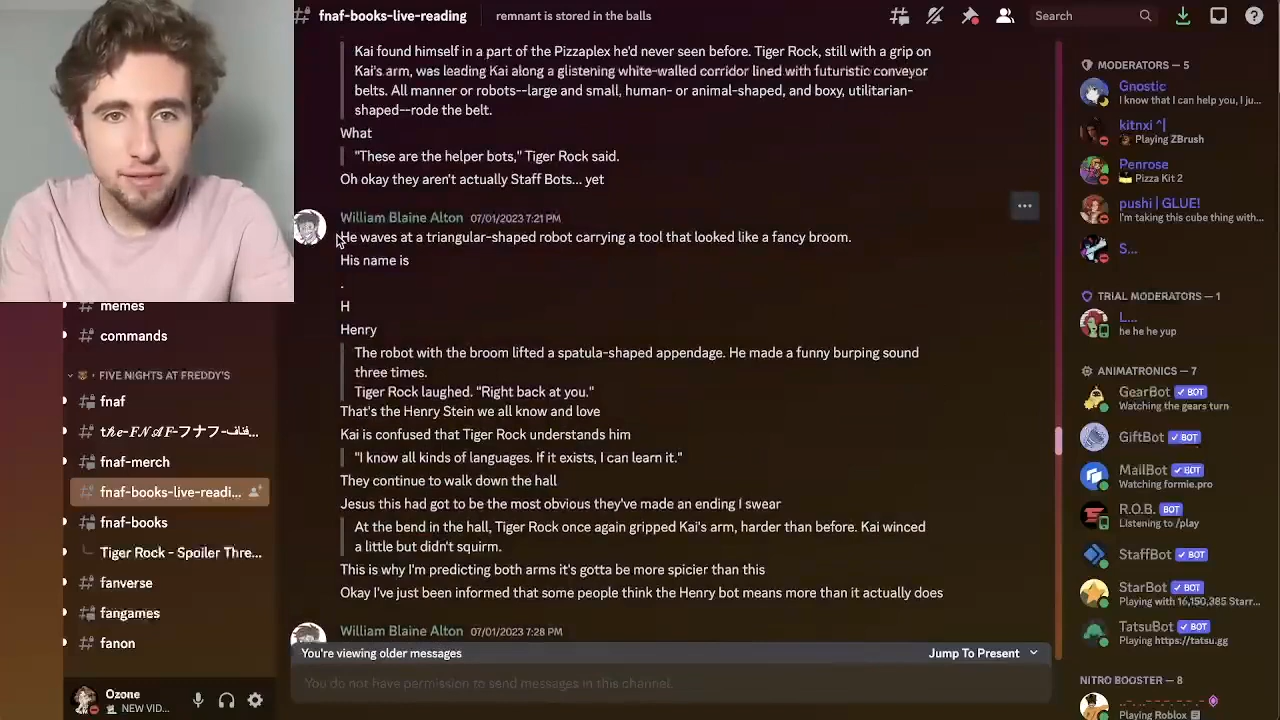 fnaf-books-live-reading
remnant is stored in the balls
Search
Kai found himself in a part of the Pizzaplex he'd never seen before. Tiger Rock, still with a grip on
Kai's arm, was leading Kai along a glistening white-walled corridor lined with futuristic conveyor
belts. All manner or robots--large and small, human- or animal-shaped, and boxy, utilitarian-
shaped--rode the belt.
What
"These are the helper bots," Tiger Rock said.
Oh okay they aren't actually Staff Bots... yet
William Blaine Alton 07/01/2023 7:21 PM
He waves at a triangular-shaped robot carrying a tool that looked like a fancy broom.
His name is
.
H
Henry
The robot with the broom lifted a spatula-shaped appendage. He made a funny burping sound
three times.
Tiger Rock laughed. "Right back at you."
That's the Henry Stein we all know and love
Kai is confused that Tiger Rock understands him
"I know all kinds of languages. If it exists, I can learn it."
They continue to walk down the hall
Jesus this had got to be the most obvious they've made an ending I swear
At the bend in the hall, Tiger Rock once again gripped Kai's arm, harder than before. Kai winced
a little but didn't squirm.
This is why I'm predicting both arms it's gotta be more spicier than this
Okay I've just been informed that some people think the Henry bot means more than it actually does
William Blaine Alton 07/01/2023 7:28 PM
You're viewing older messages
Jump To Present
You do not have permission to send messages in this channel.
memes
commands
FIVE NIGHTS AT FREDDY'S
fnaf
fnaf-merch
fnaf-books-live-readi...
fnaf-books
Tiger Rock - Spoiler Thre...
fanverse
fangames
fanon
Ozone
NEW VID...
MODERATORS — 5
Gnostic
I know that I can help you, I ju...
kitnxi ^|
Playing ZBrush
Penrose
Pizza Kit 2
pushi | GLUE!
I'm taking this cube thing with...
S...
TRIAL MODERATORS — 1
L...
he he he yup
ANIMATRONICS — 7
GearBot BOT
Watching the gears turn
GiftBot BOT
MailBot BOT
Watching formie.pro
R.O.B. BOT
Listening to /play
StaffBot BOT
StarBot BOT
Playing with 16,150,385 Starr...
TatsuBot BOT
Playing https://tatsu.gg
NITRO BOOSTER — 8
Playing Roblox